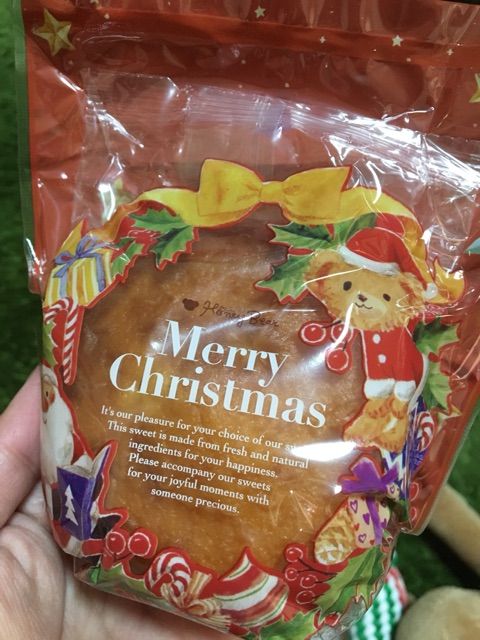 Honey Bear
Merry
Christmas
It's our pleasure for your choice of our
This sweet is made from fresh and natural
ingredients for your happiness.
Please accompany our sweets
for your joyful moments with
someone precious.